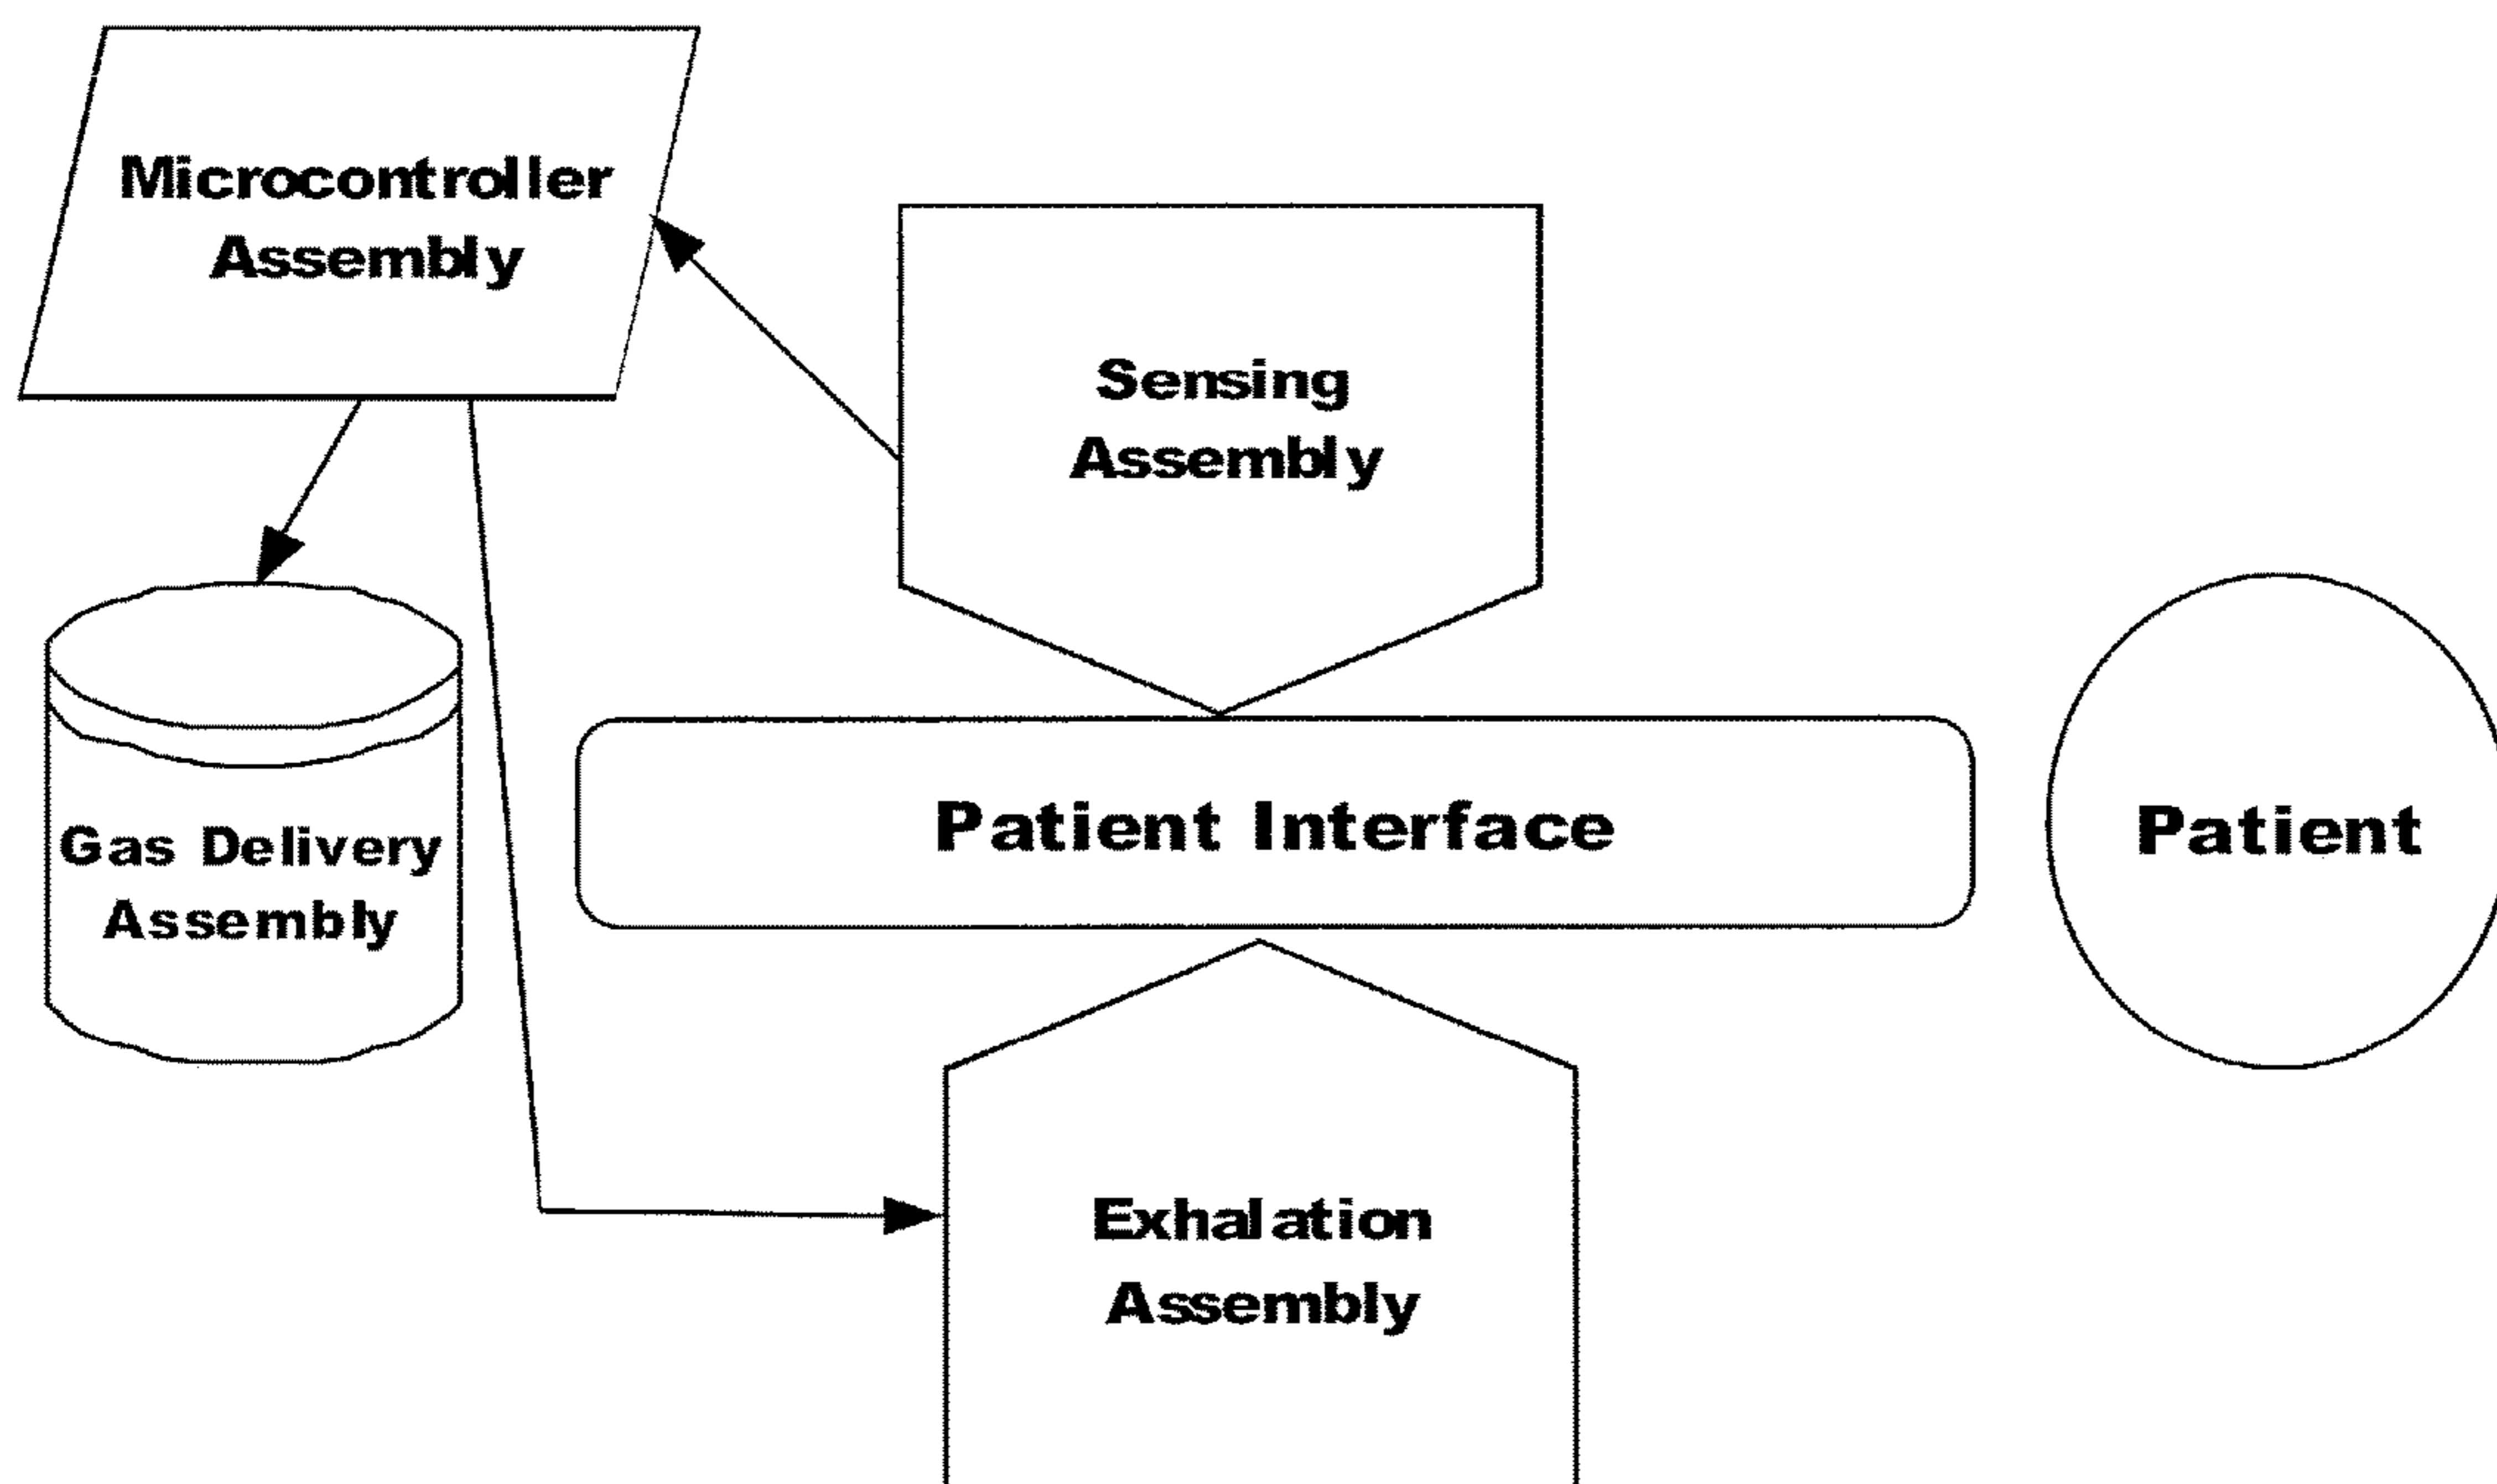 Microcontroller
Assembly
Sensing
Assembly
Gas Delivery
Assembly
Patient Interface
Patient
Exhalation
Assembly